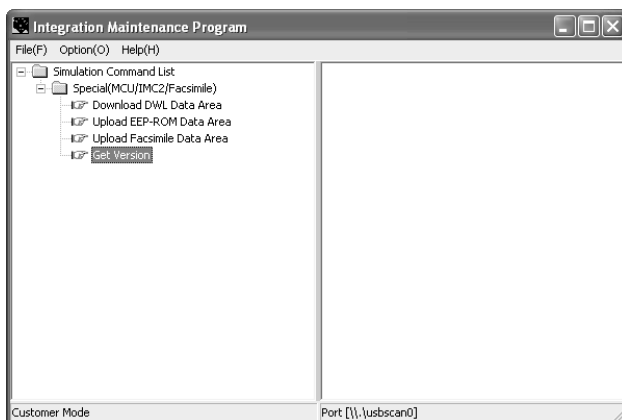 Integration Maintenance Program
File(F) Option(O) Help(H)
Simulation Command List
Special(MCU/IMC2/Facsimile)
Download DWL Data Area
Upload EEP-ROM Data Area
Upload Facsimile Data Area
Get Version
Customer Mode Port [\\.\usbscan0]